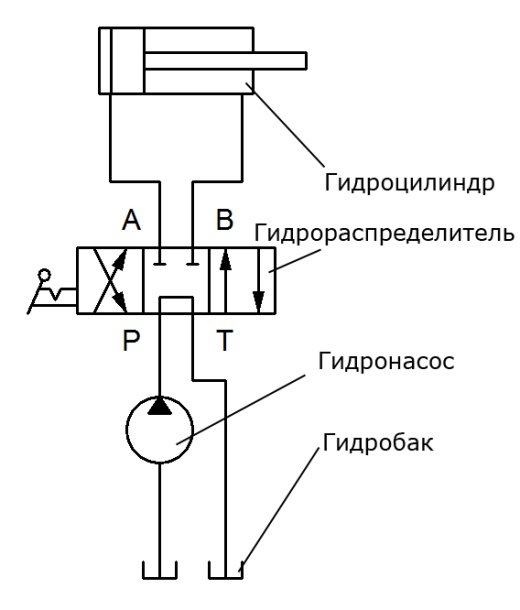 Гидроцилиндр
A B
Гидрораспределитель
P T
Гидронасос
Гидробак